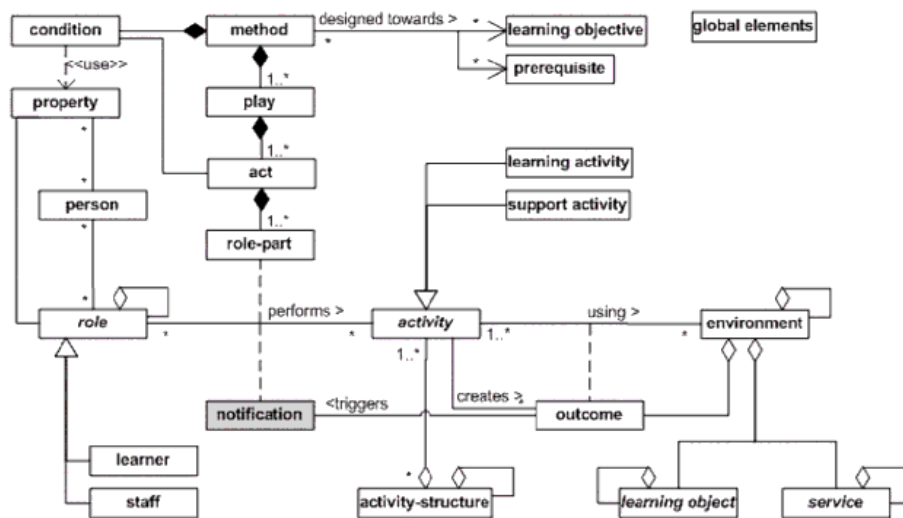 condition
method
designed towards >
*
*
learning objective
global elements
<<use>>
*
prerequisite
1..*
property
play
*
1..*
act
learning activity
*
person
*
1..*
support activity
role-part
*
performs >
using >
role
*
*
activity
1..*
*
environment
1..*
notification
<triggers
creates >
*
outcome
learner
*
staff
activity-structure
learning object
service